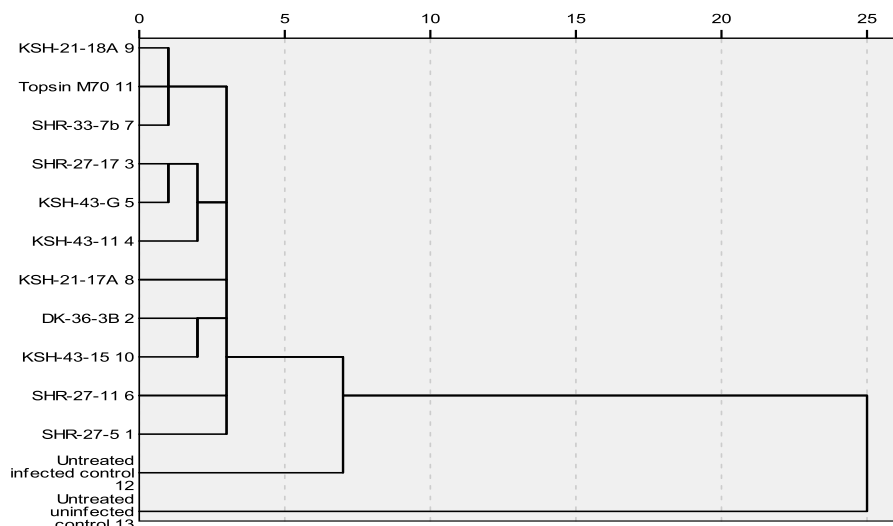 0 5 10 15 20 25
KSH-21-18A 9
Topsin M70 11
SHR-33-7b 7
SHR-27-17 3
KSH-43-G 5
KSH-43-11 4
KSH-21-17A 8
DK-36-3B 2
KSH-43-15 10
SHR-27-11 6
SHR-27-5 1
Untreated
infected control
12
Untreated
uninfected
control 13